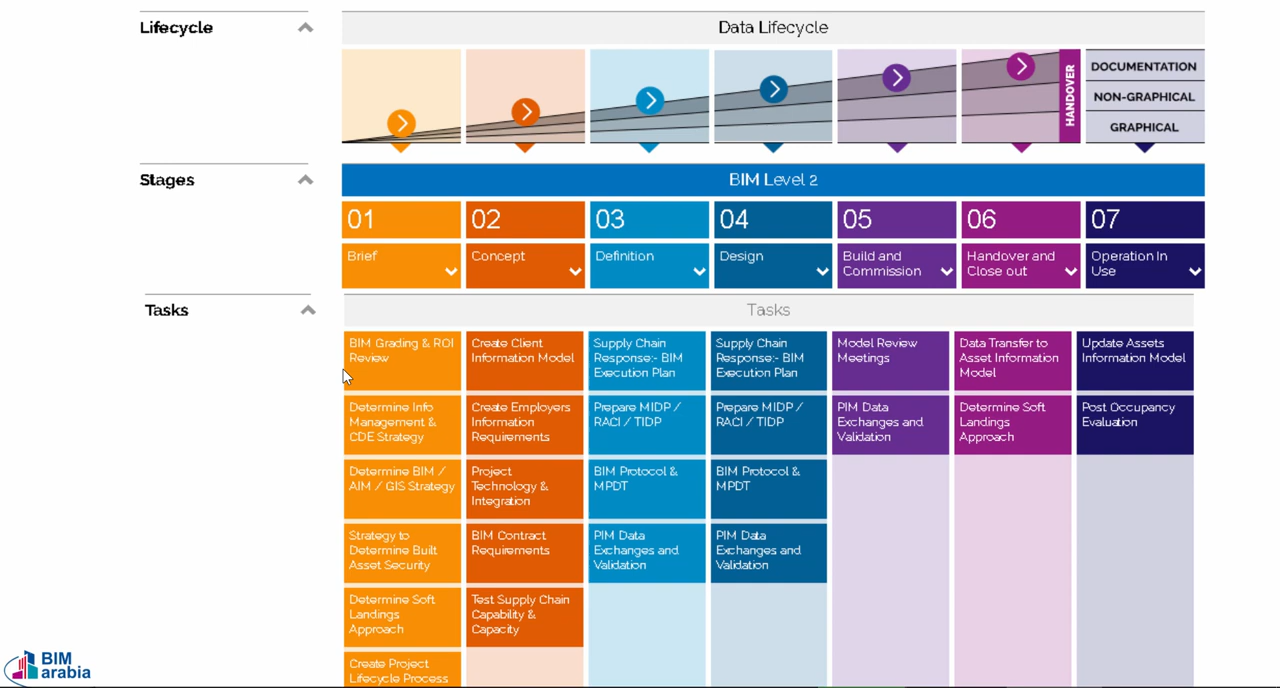 Lifecycle
Data Lifecycle
HANDOVER
DOCUMENTATION
NON-GRAPHICAL
GRAPHICAL
Stages
BIM Level 2
01
02
03
04
05
06
07
Brief
Concept
Definition
Design
Build and
Commission
Handover and
Close out
Operation In
Use
Tasks
Tasks
BIM Grading & ROI
Review
Create Client
Information Model
Supply Chain
Response:- BIM
Execution Plan
Supply Chain
Response:- BIM
Execution Plan
Model Review
Meetings
Data Transfer to
Asset Information
Model
Update Assets
Information Model
Determine Info
Management &
CDE Strategy
Create Employers
Information
Requirements
Prepare MIDP /
RACI / TIDP
Prepare MIDP /
RACI / TIDP
PIM Data
Exchanges and
Validation
Determine Soft
Landings
Approach
Post Occupancy
Evaluation
Determine BIM /
AIM / GIS Strategy
Project
Technology &
Integration
BIM Protocol &
MPDT
BIM Protocol &
MPDT
Strategy to
Determine Built
Asset Security
BIM Contract
Requirements
PIM Data
Exchanges and
Validation
PIM Data
Exchanges and
Validation
Determine Soft
Landings
Approach
Test Supply Chain
Capability &
Capacity
Create Project
Lifecycle Process
BIM
arabia